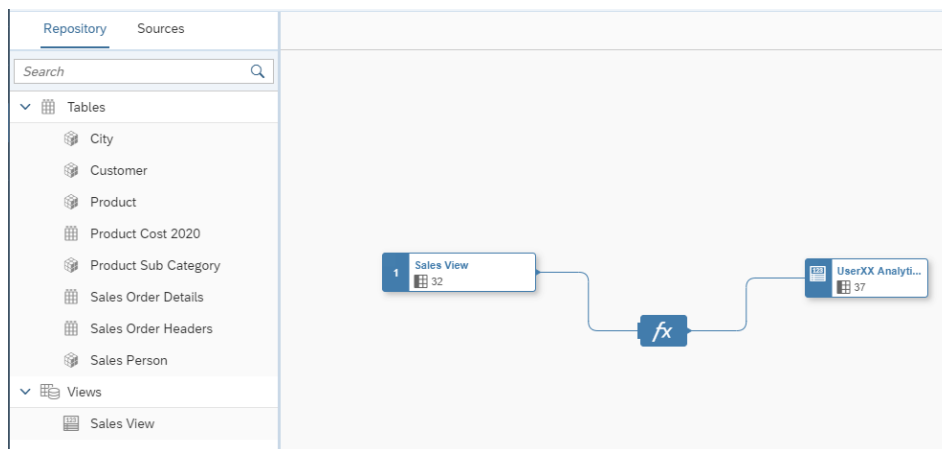 Repository Sources
Search
Tables
City
Customer
Product
Product Cost 2020
Product Sub Category
Sales Order Details
Sales Order Headers
Sales Person
Views
Sales View
1
Sales View
32
fx
UserXX Analyti...
37